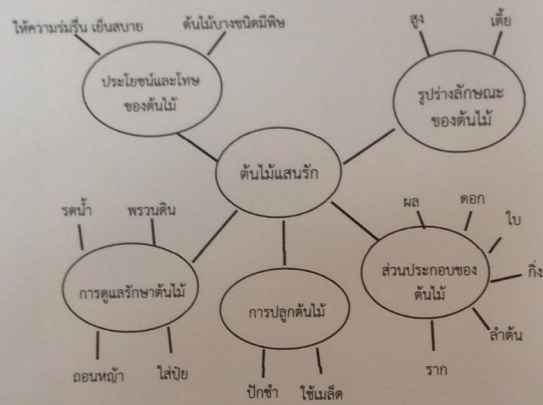 ให้ความร่มรื่น เย็นสบาย
ต้นไม้บางชนิดมีพิษ
ประโยชน์และโทษ
ของต้นไม้
สูง
เตี้ย
รูปร่างลักษณะ
ของต้นไม้
ต้นไม้แสนรัก
รดน้ำ
พรวนดิน
การดูแลรักษาต้นไม้
ถอนหญ้า
ใส่ปุ๋ย
การปลูกต้นไม้
ปักชำ
ใช้เมล็ด
ผล
ดอก
ใบ
กิ่ง
ส่วนประกอบของ
ต้นไม้
ลำต้น
ราก